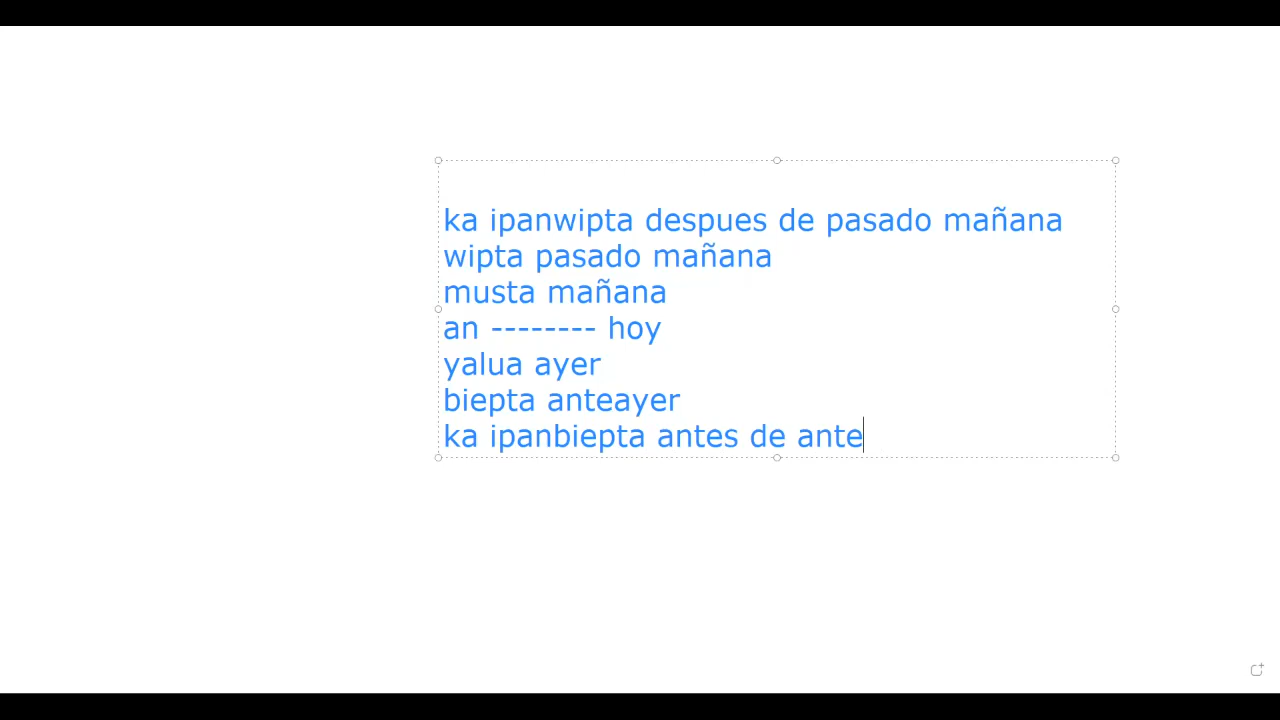 ka ipanwipta despues de pasado mañana
wipta pasado mañana
musta mañana
an -------- hoy
yalua ayer
biepta anteayer
ka ipanbiepta antes de ante